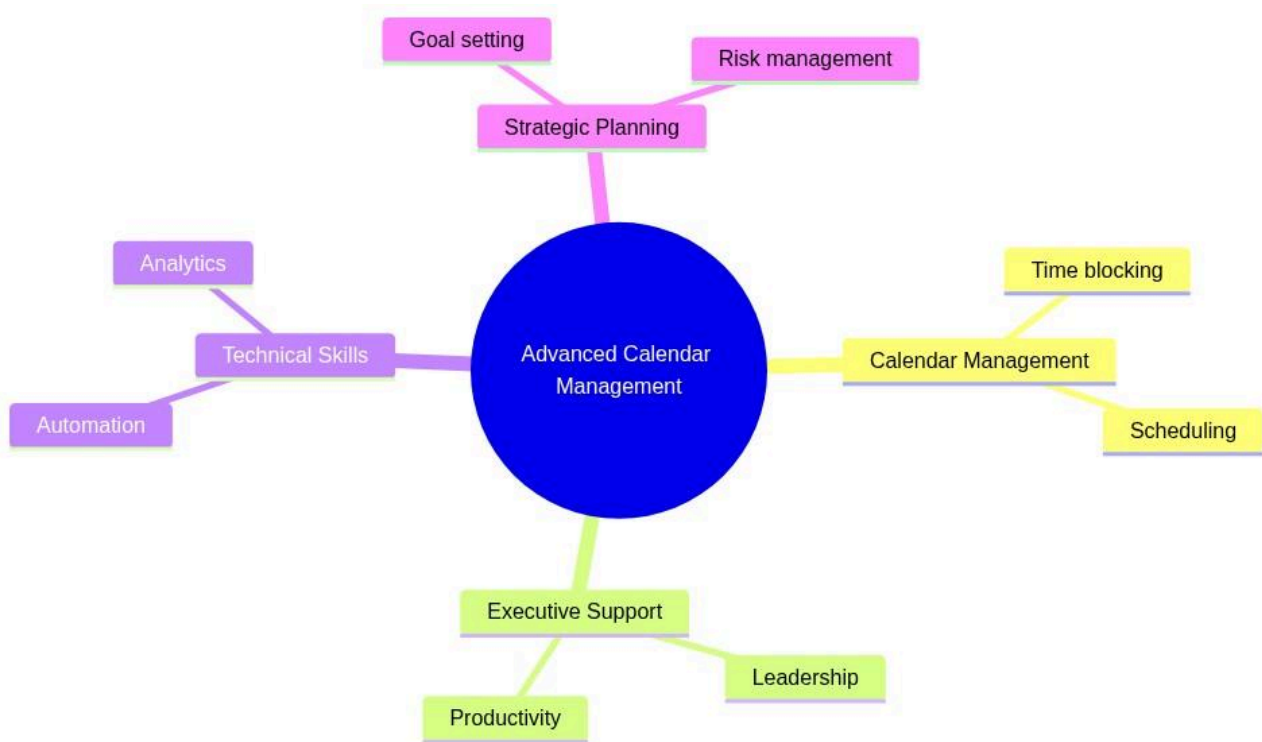 Goal setting
Risk management
Strategic Planning
Analytics
Time blocking
Technical Skills
Advanced Calendar
Management
Calendar Management
Automation
Scheduling
Executive Support
Leadership
Productivity